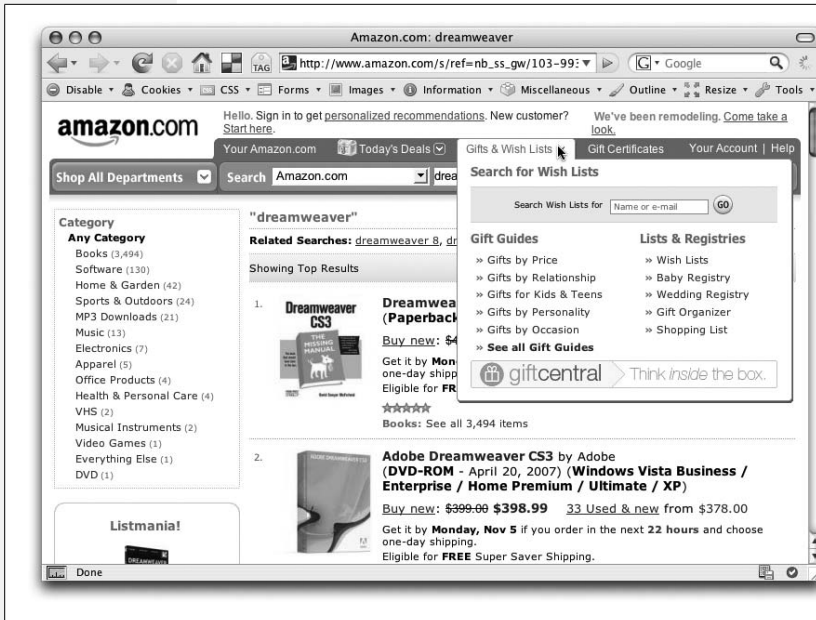 Amazon.com: dreamweaver
TAG
http://www.amazon.com/s/ref=nb_ss_gw/103-99
Google
Disable Cookies CSS Forms Images Information Miscellaneous Outline Resize Tools
amazon.com
Hello. Sign in to get personalized recommendations. New customer?
Start here.
We've been remodeling. Come take a
look.
Your Amazon.com Today's Deals Gifts & Wish Lists Gift Certificates Your Account | Help
Shop All Departments Search Amazon.com drea
Search for Wish Lists
Search Wish Lists for Name or e-mail GO
Gift Guides
» Gifts by Price
» Gifts by Relationship
» Gifts for Kids & Teens
» Gifts by Personality
» Gifts by Occasion
» See all Gift Guides
Lists & Registries
» Wish Lists
» Baby Registry
» Wedding Registry
» Gift Organizer
» Shopping List
giftcentral Think inside the box.
Category
Any Category
Books (3,494)
Software (130)
Home & Garden (42)
Sports & Outdoors (24)
MP3 Downloads (21)
Music (13)
Electronics (7)
Apparel (5)
Office Products (4)
Health & Personal Care (4)
VHS (2)
Musical Instruments (2)
Video Games (1)
Everything Else (1)
DVD (1)
Listmania!
"dreamweaver"
Related Searches: dreamweaver 8, dr
Showing Top Results
1.
Dreamweaver
CS3
THE
MISSING
MANUAL
Dreamwea
(Paperback
Buy new: $4
Get it by Mon
one-day shipp
Eligible for FR
Books: See all 3,494 items
2.
Adobe Dreamweaver CS3 by Adobe
(DVD-ROM - April 20, 2007) (Windows Vista Business /
Enterprise / Home Premium / Ultimate / XP)
Buy new: $399.00 $398.99 33 Used & new from $378.00
Get it by Monday, Nov 5 if you order in the next 22 hours and choose
one-day shipping.
Eligible for FREE Super Saver Shipping.
Done